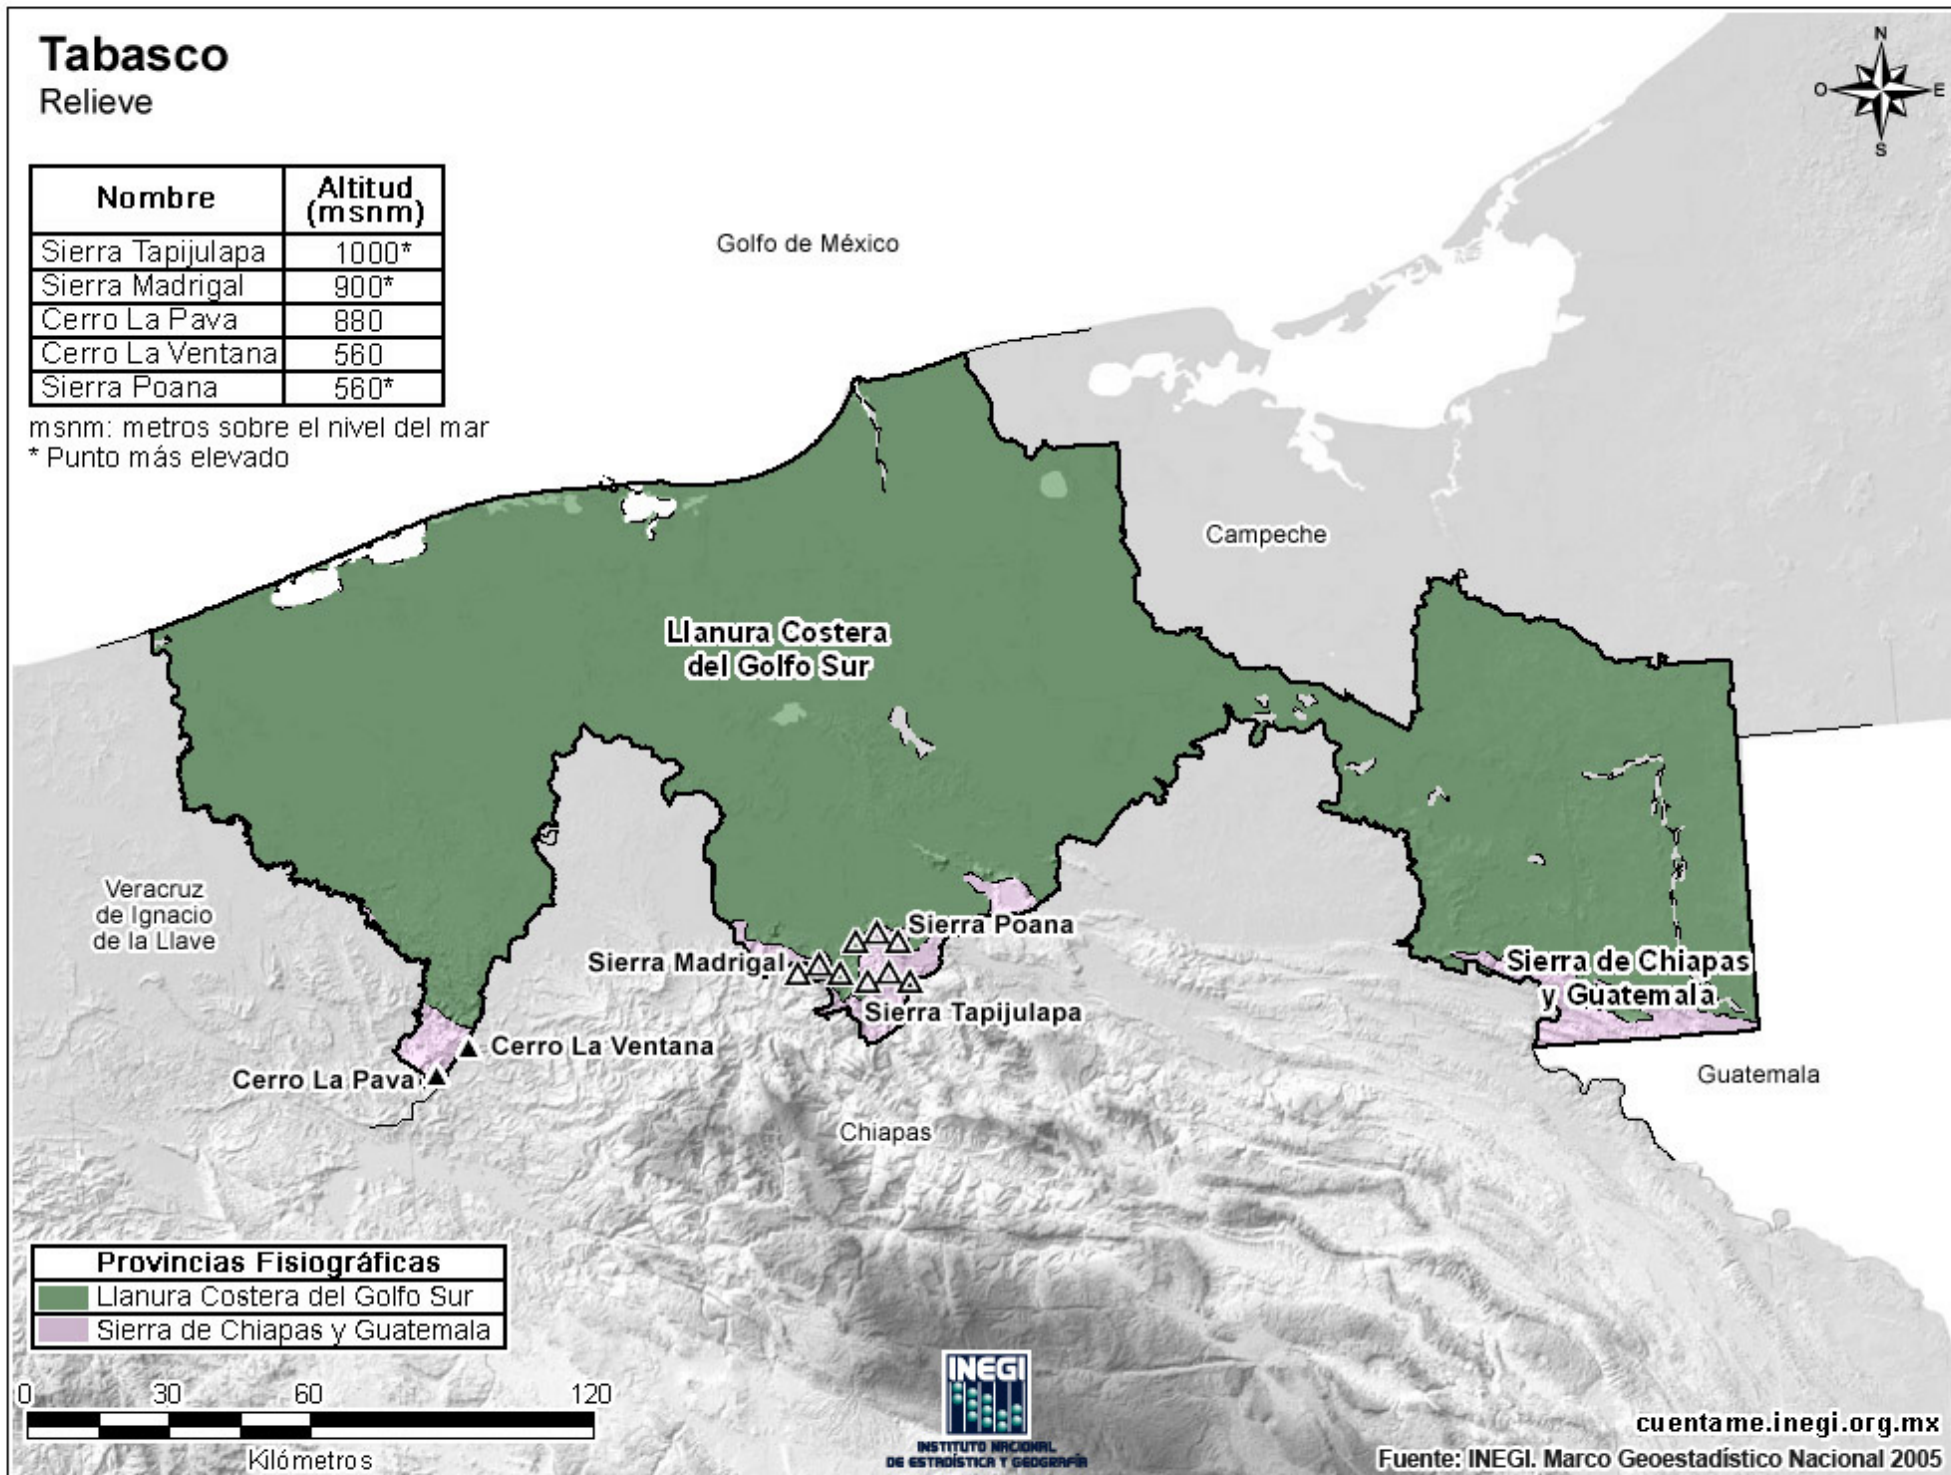 Tabasco
Relieve
N
O
E
S
Nombre Altitud (msnm)
Sierra Tapijulapa 1000*
Sierra Madrigal 900*
Cerro La Pava 880
Cerro La Ventana 560
Sierra Poana 560*
msnm: metros sobre el nivel del mar
* Punto más elevado
Golfo de México
Campeche
Llanura Costera
del Golfo Sur
Veracruz
de Ignacio
de la Llave
Sierra Poana
Sierra Madrigal
Sierra Tapijulapa
Sierra de Chiapas
y Guatemala
Cerro La Ventana
Cerro La Pava
Guatemala
Chiapas
Provincias Fisiográficas
Llanura Costera del Golfo Sur
Sierra de Chiapas y Guatemala
0 30 60 120
Kilómetros
INEGI
INSTITUTO NACIONAL
DE ESTADÍSTICA Y GEOGRAFÍA
cuentame.inegi.org.mx
Fuente: INEGI. Marco Geoestadístico Nacional 2005